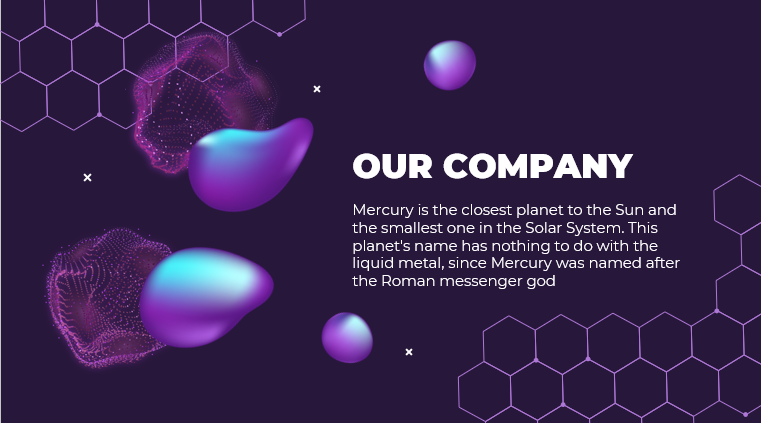 OUR COMPANY
Mercury is the closest planet to the Sun and
the smallest one in the Solar System. This
planet's name has nothing to do with the
liquid metal, since Mercury was named after
the Roman messenger god